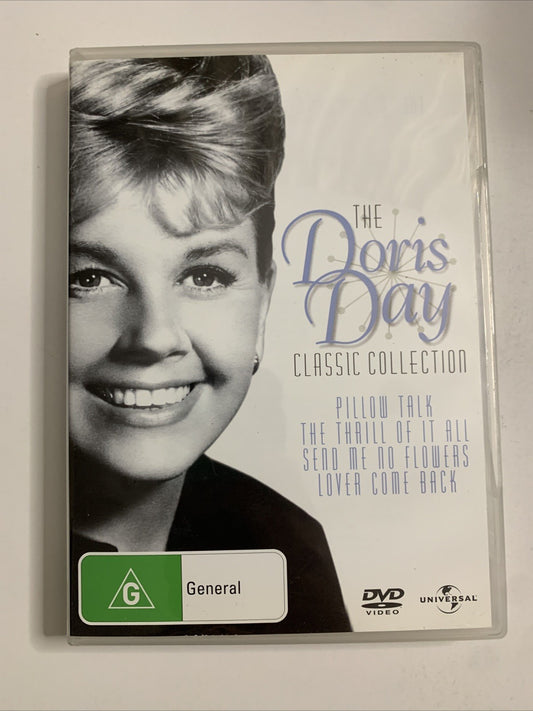 THE
Doris
Day
CLASSIC COLLECTION
PILLOW TALK
THE THRILL OF IT ALL
SEND ME NO FLOWERS
LOVER COME BACK
G
General
DVD
VIDEO
UNIVERSAL